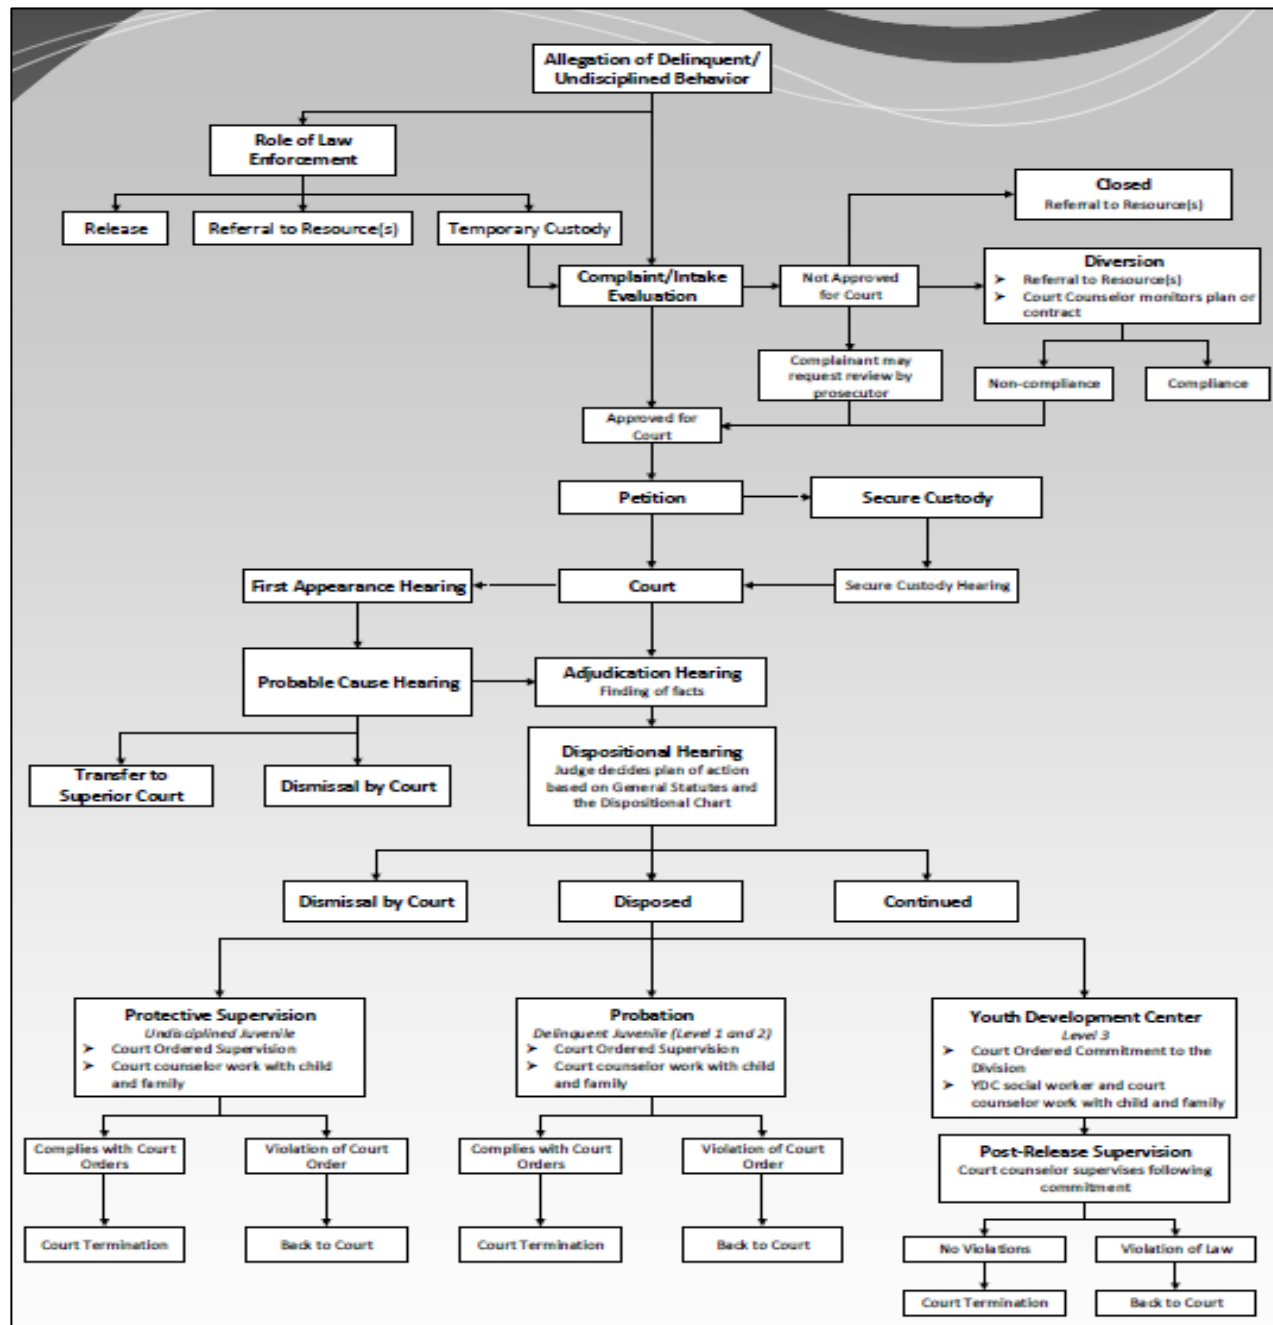 Allegation of Delinquent/
Undisciplined Behavior
Role of Law
Enforcement
Closed
Referral to Resource(s)
Release
Referral to Resource(s)
Temporary Custody
Complaint/Intake
Evaluation
Not Approved
for Court
Diversion
➤ Referral to Resource(s)
➤ Court Counselor monitors plan or
contract
Complainant may
request review by
prosecutor
Non-compliance
Compliance
Approved for
Court
Petition
Secure Custody
First Appearance Hearing
Court
Secure Custody Hearing
Probable Cause Hearing
Adjudication Hearing
Finding of facts
Transfer to
Superior Court
Dismissal by Court
Dispositional Hearing
Judge decides plan of action
based on General Statutes and
the Dispositional Chart
Dismissal by Court
Disposed
Continued
Protective Supervision
Undisciplined Juvenile
➤ Court Ordered Supervision
➤ Court counselor work with child
and family
Probation
Delinquent Juvenile (Level 1 and 2)
➤ Court Ordered Supervision
➤ Court counselor work with child
and family
Youth Development Center
Level 3
➤ Court Ordered Commitment to the
Division
➤ YDC social worker and court
counselor work with child and family
Complies with Court
Orders
Violation of Court
Order
Complies with Court
Orders
Violation of Court
Order
Post-Release Supervision
Court counselor supervises following
commitment
Court Termination
Back to Court
Court Termination
Back to Court
No Violations
Violation of Law
Court Termination
Back to Court